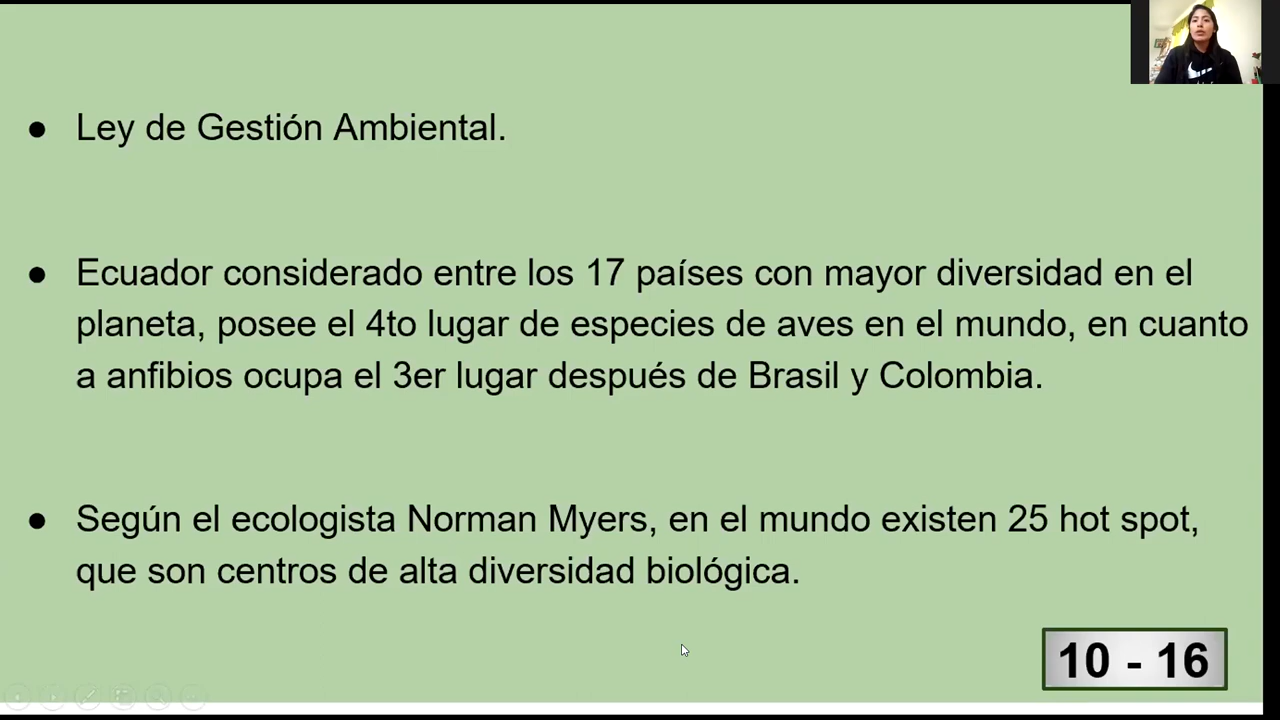 ● Ley de Gestión Ambiental.
● Ecuador considerado entre los 17 países con mayor diversidad en el
planeta, posee el 4to lugar de especies de aves en el mundo, en cuanto
a anfibios ocupa el 3er lugar después de Brasil y Colombia.
● Según el ecologista Norman Myers, en el mundo existen 25 hot spot,
que son centros de alta diversidad biológica.
10 - 16